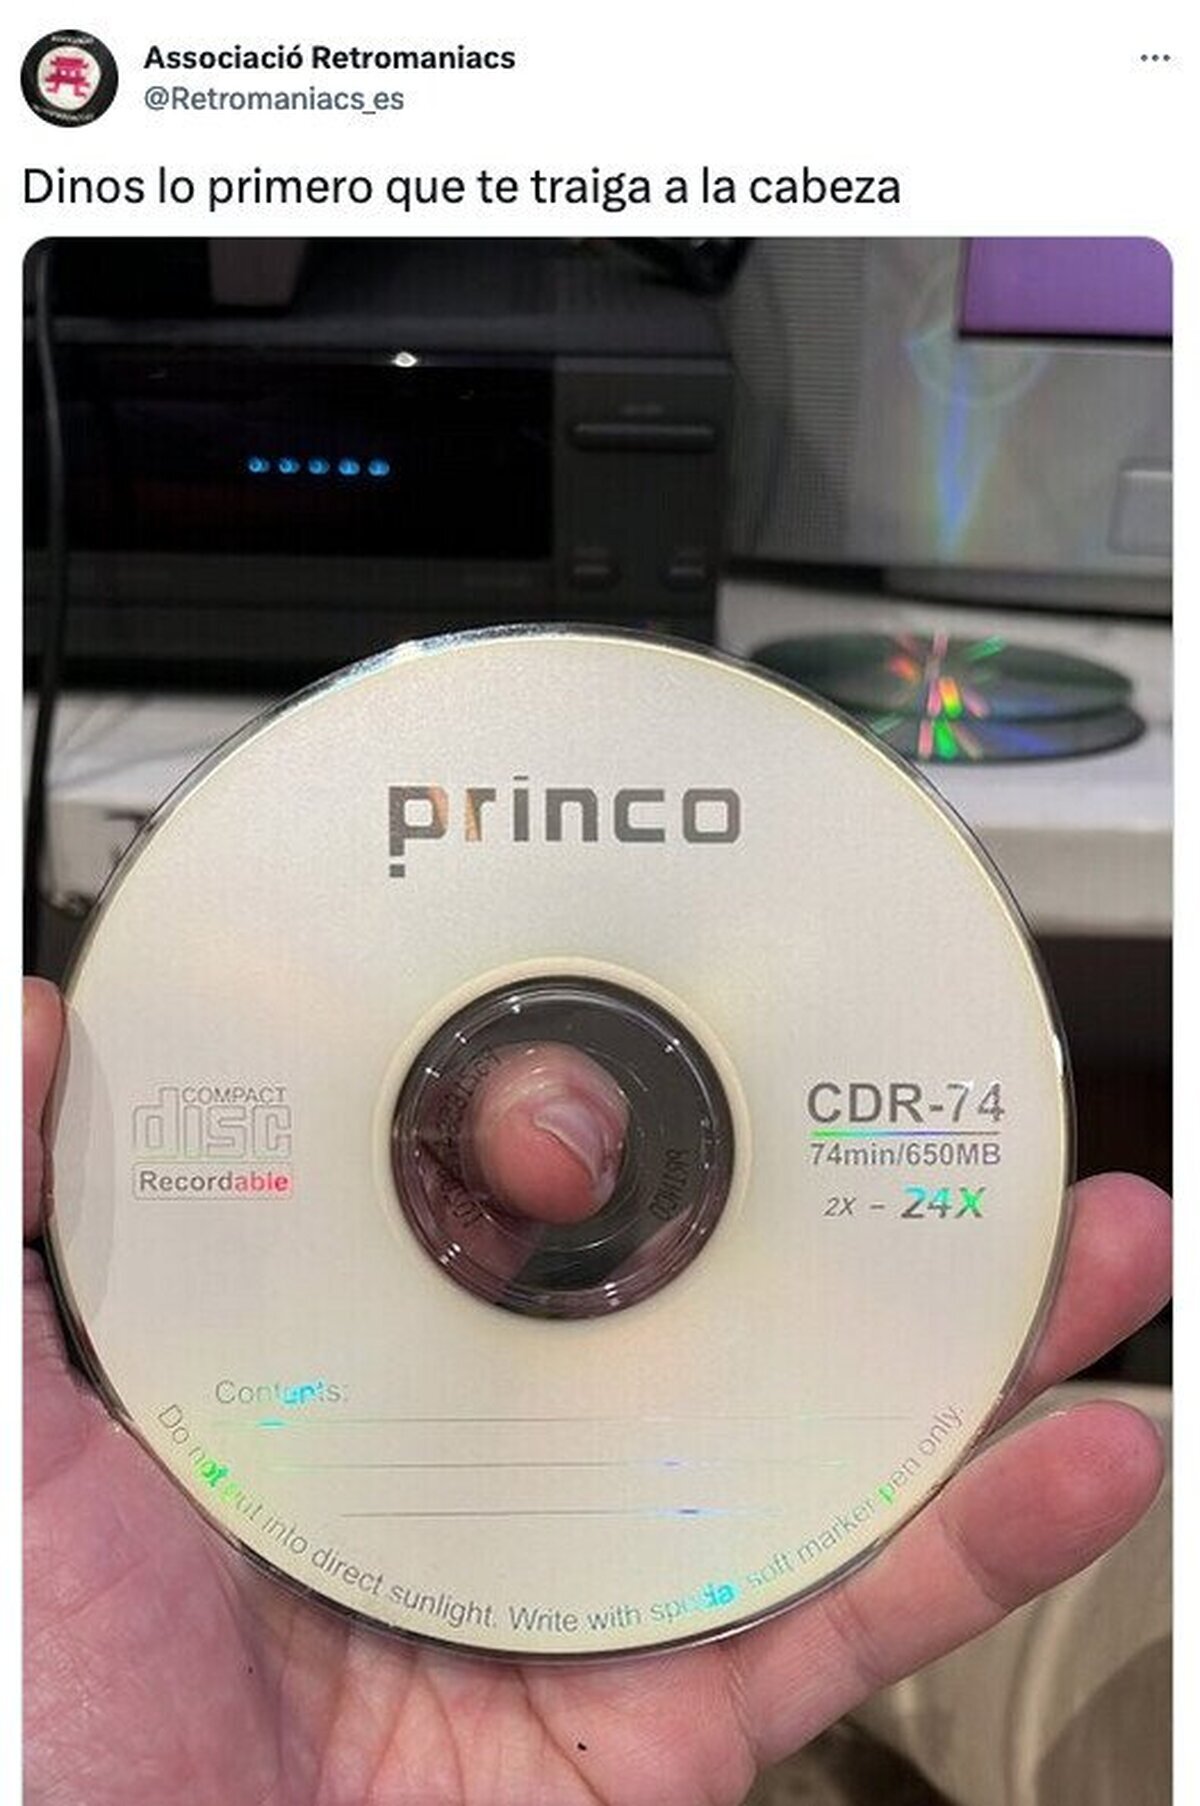 Associació Retromaniacs
@Retromaniacs_es
Dinos lo primero que te traiga a la cabeza
princo
COMPACT
disc
Recordable
CDR-74
74min/650MB
2X - 24X
PRINCO
Contents:
Do not put into direct sunlight. Write with special soft marker pen only.